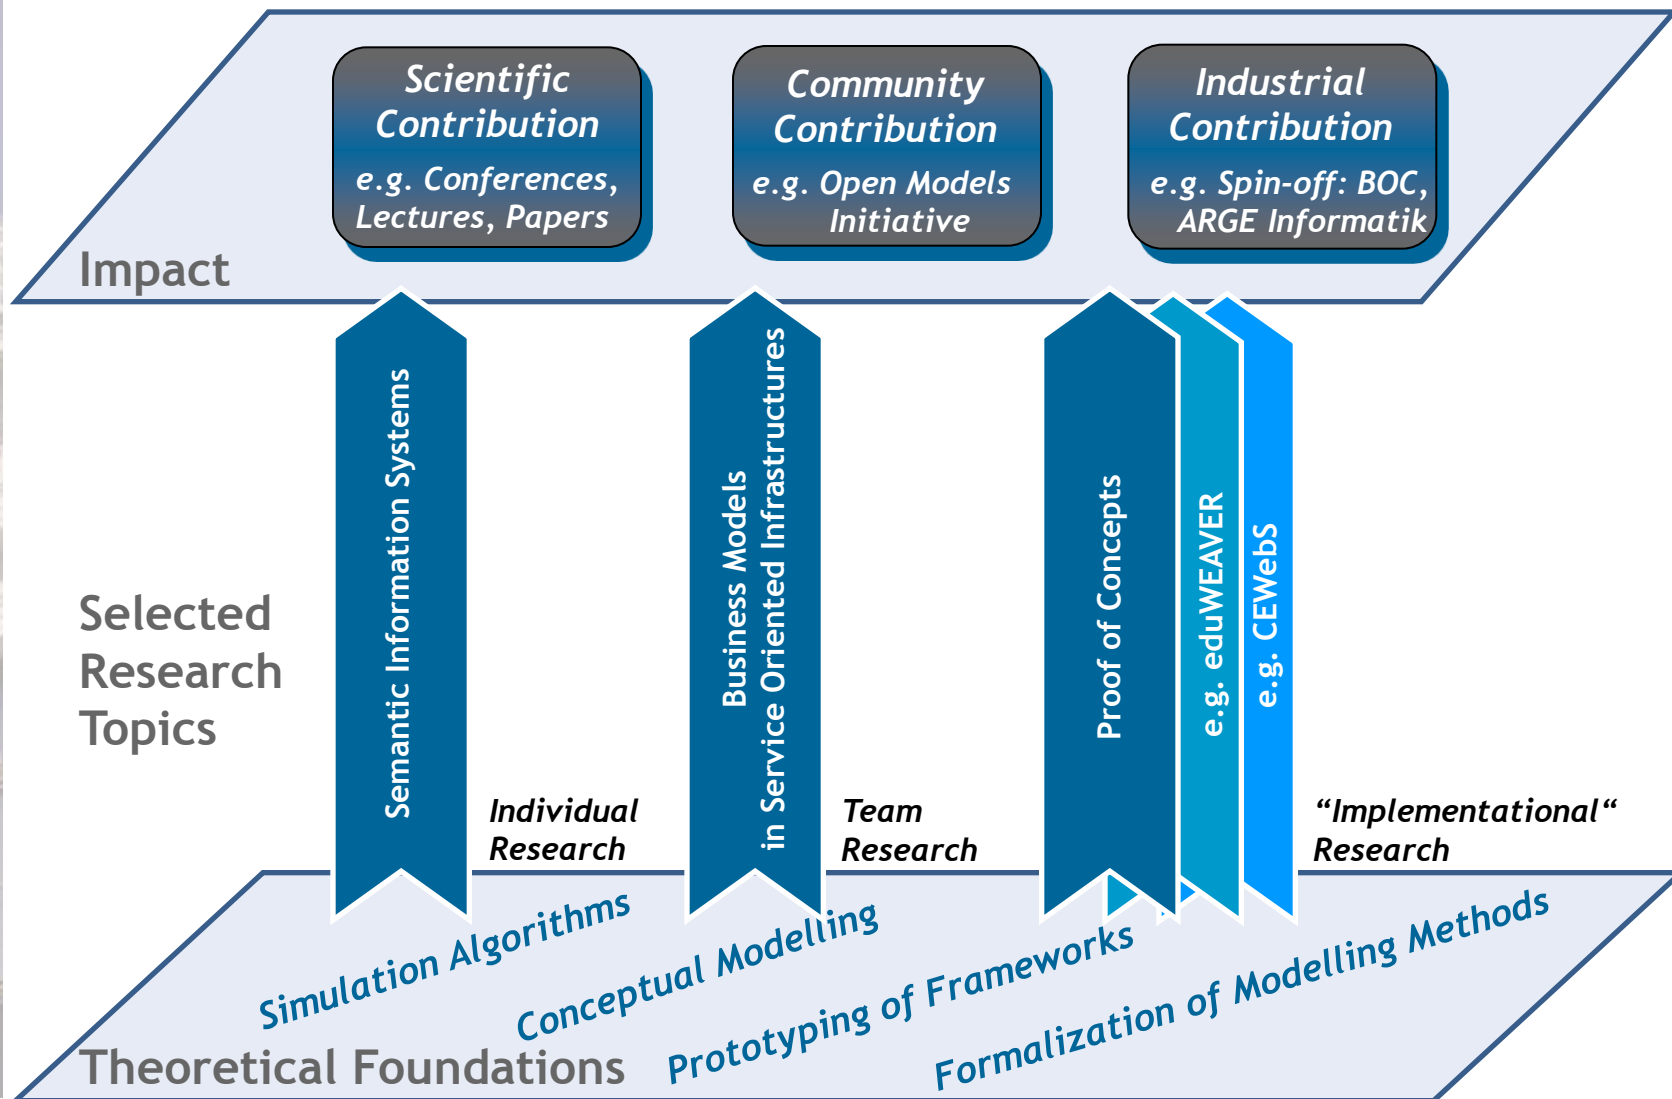 Scientific
Contribution
e.g. Conferences,
Lectures, Papers
Community
Contribution
e.g. Open Models
Initiative
Industrial
Contribution
e.g. Spin-off: BOC,
ARGE Informatik
Impact
Selected
Research
Topics
Semantic Information Systems
Individual
Research
Business Models
in Service Oriented Infrastructures
Team
Research
Proof of Concepts
e.g. eduWEAVER
e.g. CEWebS
“Implementational“
Research
Simulation Algorithms
Conceptual Modelling
Prototyping of Frameworks
Formalization of Modelling Methods
Theoretical Foundations